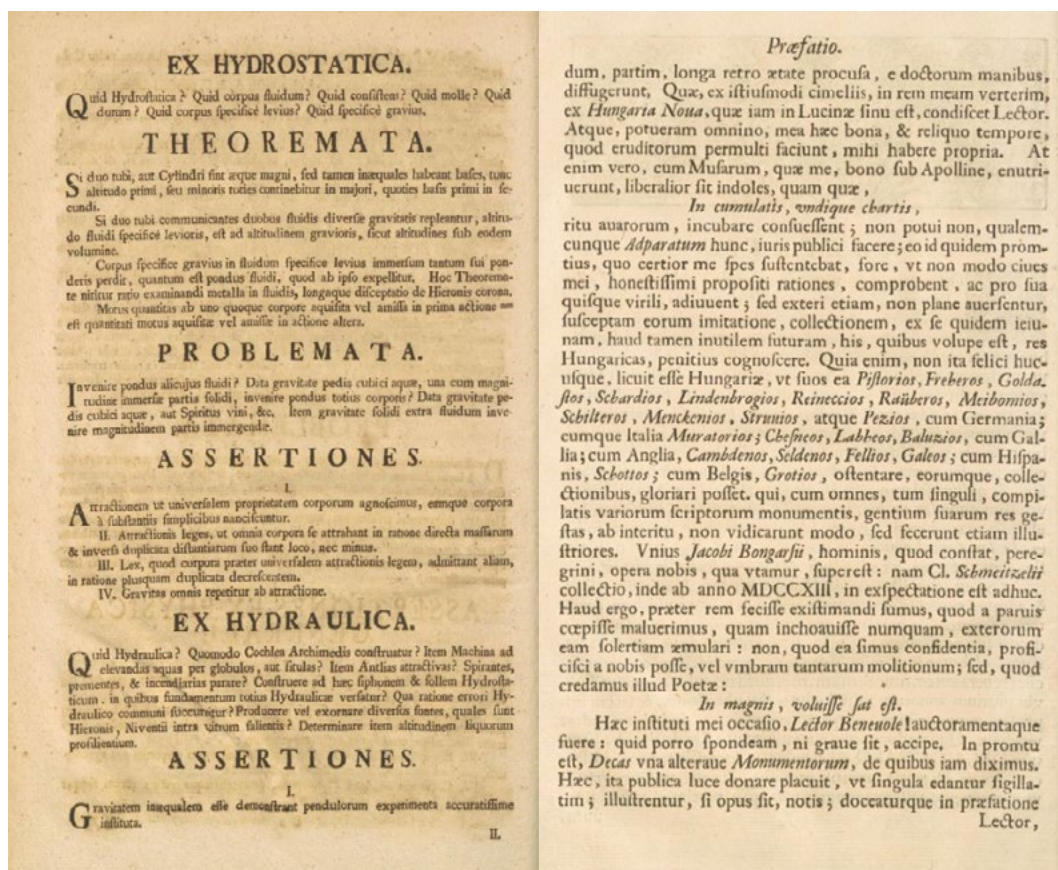 EX HYDROSTATICA.
Quid Hydrostatica? Quid corpus fluidum? Quid consistens? Quid molle? Quid
durum? Quid corpus specificè levius? Quid specificè gravius.
THEOREMATA.
Si duo tubi, aut Cylindri sint æque magni, sed tamen inæquales habeant bases, tunc
altitudo primi, seu minoris toties continebitur in majori, quoties basis primi in se-
cundi.
Si duo tubi communicantes duobus fluidis diversæ gravitatis repleantur, altitu-
do fluidi specificè levioris, est ad altitudinem gravioris, sicut altitudines sub eodem
volumine.
Corpus specifice gravius in fluidum specifice levius immersum tantum sui pon-
deris perdit, quantum est pondus fluidi, quod ab ipso expellitur. Hoc Theorema-
te nititur ratio examinandi metalla in fluidis, longaque disceptatio de Hieronis corona.
Motus quantitas ab uno quoque corpore aquisita vel amissa in prima actione
est quantitati motus aquisitæ vel amissæ in actione altera.
PROBLEMATA.
Invenire pondus alicujus fluidi? Data gravitate pedis cubici aquæ, una cum magni-
tudine immersæ partis solidi, invenire pondus totius corporis? Data gravitate pe-
dis cubici aquæ, aut Spiritus vini, &c. Item gravitate solidi extra fluidum inve-
nire magnitudinem partis immergendæ.
ASSERTIONES.
I.
Attractionem ut universalem proprietatem corporum agnoscimus, eamque corpora
à substantiis simplicibus nanciscuntur.
II. Attractionis leges, ut omnia corpora se attrahant in ratione directa massarum
& inversa duplicata distantiarum suo stant loco, nec minus.
III. Lex, quod corpora præter universalem attractionis legem, admittant aliam,
in ratione plusquam duplicata decrescentem.
IV. Gravitas omnis repetitur ab attractione.
EX HYDRAULICA.
Quid Hydraulica? Quomodo Cochlea Archimedis construatur? Item Machina ad
elevandas aquas per globulos, aut situlas? Item Antlias attractivas? Spirantes,
prementes, & incendiarias parare? Construere ad hæc siphonem & follem Hydrosta-
ticum. in quibus fundamentum totius Hydraulicæ versatur? Qua ratione errori Hy-
draulico communi succurritur? Producere vel exornare diversos fontes, quales sunt
Hieronis, Niventii intra vitrum salientis? Determinare item altitudinem liquorum
prosilientium.
ASSERTIONES.
I.
Gravitatem inæqualem esse demonstrant pendulorum experimenta accuratissime
instituta.
II.
Præfatio.
dum, partim, longa retro ætate procusa, e doctorum manibus,
diffugerunt, Quæ, ex istiusmodi cimeliis, in rem meam verterim,
ex Hungaria Noua, quæ iam in Lucinæ sinu est, condiscet Lector.
Atque, potueram omnino, mea hæc bona, & reliquo tempore,
quod eruditorum permulti faciunt, mihi habere propria. At
enim vero, cum Musarum, quæ me, bono sub Apolline, enutri-
uerunt, liberalior sit indoles, quam quæ,
In cumulatis, vndique chartis,
ritu auarorum, incubare consueuissent; non potui non, qualem-
cunque Adparatum hunc, iuris publici facere; eo id quidem prom-
tius, quo certior me spes sustentebat, fore, vt non modo ciues
mei, honestissimi propositi rationes, comprobent, ac pro sua
quisque virili, adiuuent; sed exteri etiam, non plane auersentur,
susceptam eorum imitatione, collectionem, ex se quidem ieiu-
nam, haud tamen inutilem futuram, his, quibus volupe est, res
Hungaricas, penitius cognoscere. Quia enim, non ita felici huc-
usque, licuit esse Hungariæ, vt suos ea Pistorios, Freheros, Golda-
stos, Schardios, Lindenbrogios, Reineccios, Raüberos, Meibomios,
Schilteros, Menckenios, Struuios, atque Pezios, cum Germania;
cumque Italia Muratorios; Chesneos, Labbeos, Baluzios, cum Gal-
lia; cum Anglia, Cambdenos, Seldenos, Fellios, Galeos; cum Hispa-
nis, Schottos; cum Belgis, Grotios, ostentare, eorumque, colle-
ctionibus, gloriari posset. qui, cum omnes, tum singuli, compi-
latis variorum scriptorum monumentis, gentium suarum res ge-
stas, ab interitu, non vidicarunt modo, sed fecerunt etiam illu-
striores. Vnius Jacobi Bongarsii, hominis, quod constat, pere-
grini, opera nobis, qua vtamur, superest: nam Cl. Schmeitzelii
collectio, inde ab anno MDCCXIII, in exspectatione est adhuc.
Haud ergo, præter rem fecisse existimandi sumus, quod a paruis
cœpisse maluerimus, quam inchoauisse numquam, exterorum
eam solertiam æmulari: non, quod ea simus confidentia, profi-
cisci a nobis posse, vel vmbram tantarum molitionum; sed, quod
credamus illud Poetæ:
In magnis, voluisse sat est.
Hæc instituti mei occasio, Lector Beneuole! auctoramentaque
fuere: quid porro spondeam, ni graue sit, accipe. In promtu
est, Decas vna alteraue Monumentorum, de quibus iam diximus.
Hæc, ita publica luce donare placuit, vt singula edantur sigilla-
tim; illustrentur, si opus sit, notis; doceaturque in præfatione
Lector,